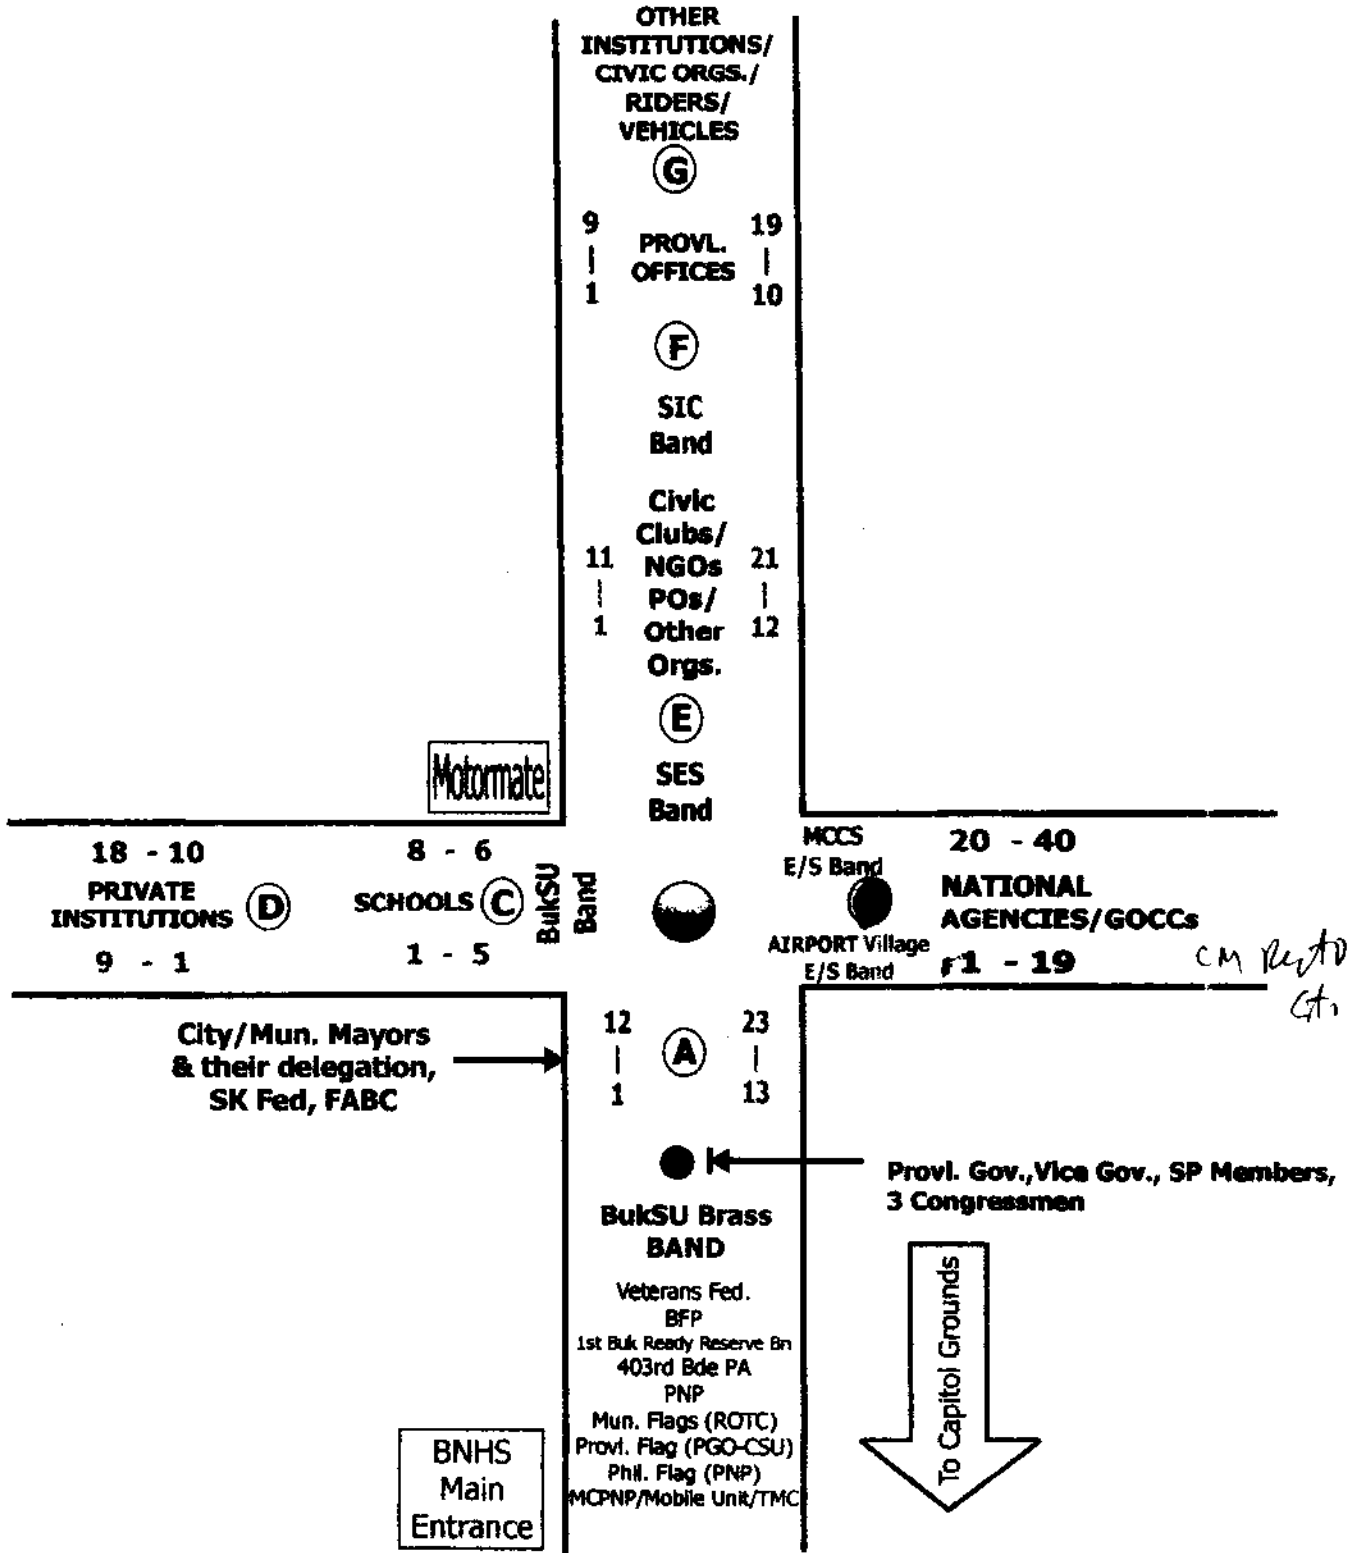 OTHER
INSTITUTIONS/
CIVIC ORGS./
RIDERS/
VEHICLES
G
9 19
PROVL.
OFFICES
1 10
F
SIC
Band
Civic
Clubs/
11 NGOs 21
POs/
1 Other 12
Orgs.
E
Motormate
SES
Band
18 - 10
8 - 6
PRIVATE
INSTITUTIONS
D
SCHOOLS
C
9 - 1
1 - 5
BukSU
Band
MCCS
E/S Band
AIRPORT Village
E/S Band
20 - 40
NATIONAL
AGENCIES/GOCCs
1 - 19
CM
City/Mun. Mayors
& their delegation,
SK Fed, FABC
12 23
A
1 13
Provl. Gov.,Vice Gov., SP Members,
3 Congressmen
BukSU Brass
BAND
Veterans Fed.
BFP
1st Buk Ready Reserve Bn
403rd Bde PA
PNP
Mun. Flags (ROTC)
Provl. Flag (PGO-CSU)
Phil. Flag (PNP)
MCPNP/Mobile Unit/TMC
BNHS
Main
Entrance
To Capitol Grounds